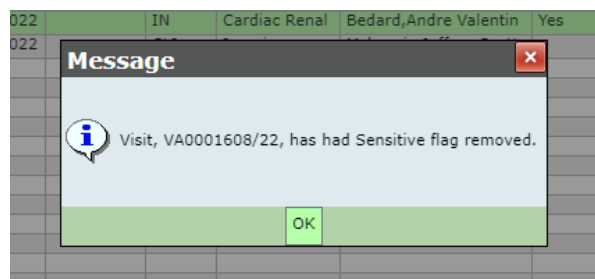 022 IN Cardiac Renal Bedard,Andre Valentin Yes
022
Message
Visit, VA0001608/22, has had Sensitive flag removed.
OK